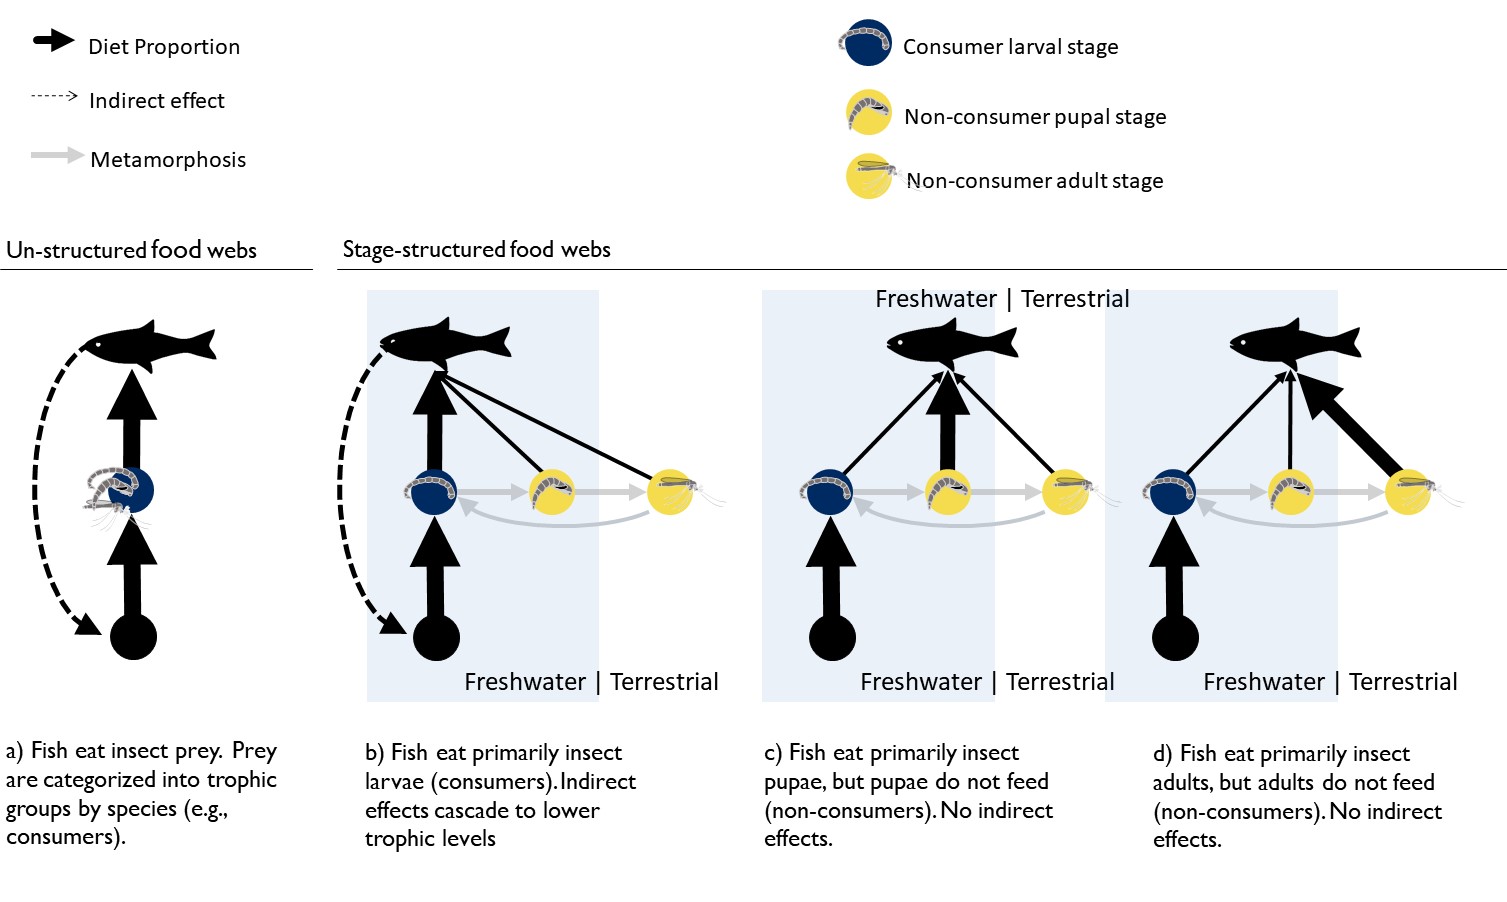 Diet Proportion
Indirect effect
Metamorphosis
Consumer larval stage
Non-consumer pupal stage
Non-consumer adult stage
Un-structured food webs
Stage-structured food webs
Freshwater | Terrestrial
Freshwater | Terrestrial
Freshwater | Terrestrial
Freshwater | Terrestrial
a) Fish eat insect prey. Prey
are categorized into trophic
groups by species (e.g.,
consumers).
b) Fish eat primarily insect
larvae (consumers). Indirect
effects cascade to lower
trophic levels
c) Fish eat primarily insect
pupae, but pupae do not feed
(non-consumers). No indirect
effects.
d) Fish eat primarily insect
adults, but adults do not feed
(non-consumers). No indirect
effects.